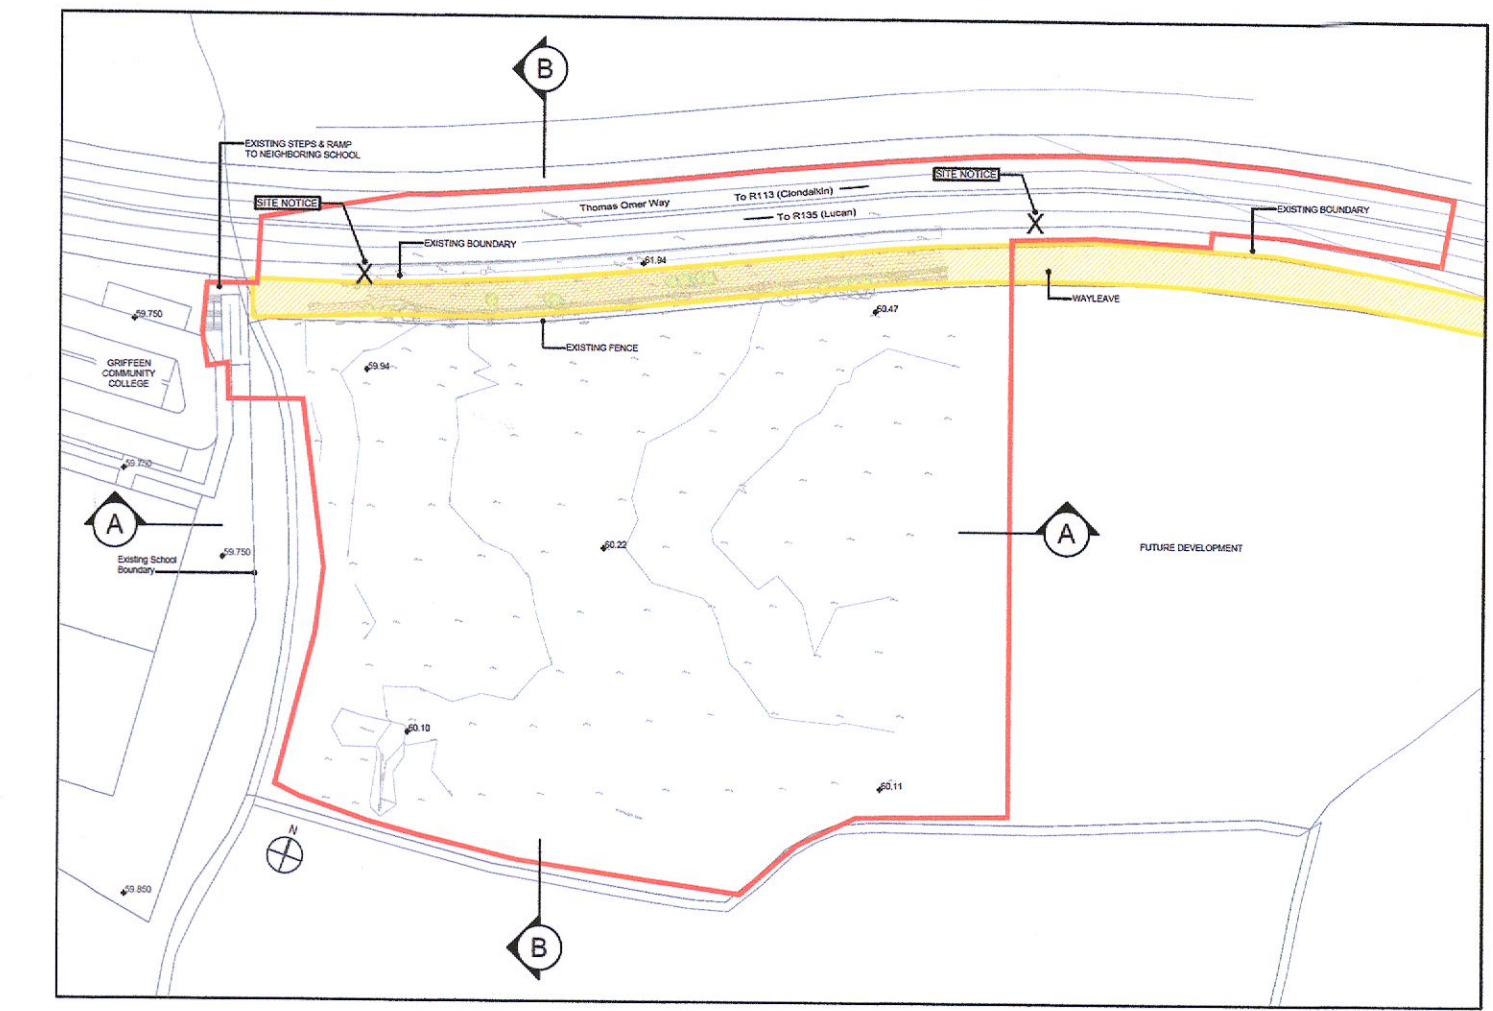 B
EXISTING STEPS & RAMP
TO NEIGHBORING SCHOOL
SITE NOTICE
SITE NOTICE
Thomas Omer Way
To R113 (Clondalkin)
To R135 (Lucan)
EXISTING BOUNDARY
EXISTING BOUNDARY
61.94
WAYLEAVE
59.750
60.47
EXISTING FENCE
GRIFFEEN
COMMUNITY
COLLEGE
59.94
59.750
A
A
60.22
FUTURE DEVELOPMENT
59.750
Existing School
Boundary
60.10
60.11
N
59.850
B